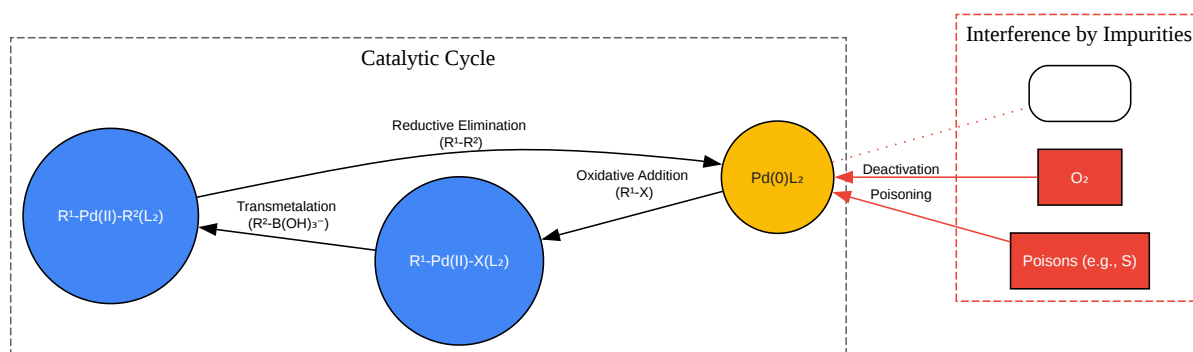 Catalytic Cycle
Interference by Impurities
Reductive Elimination
(R¹-R²)
Oxidative Addition
(R¹-X)
Pd(0)L₂
Deactivation
O₂
Poisoning
Transmetalation
(R²-B(OH)₃⁻)
R¹-Pd(II)-R²(L₂)
R¹-Pd(II)-X(L₂)
Poisons (e.g., S)